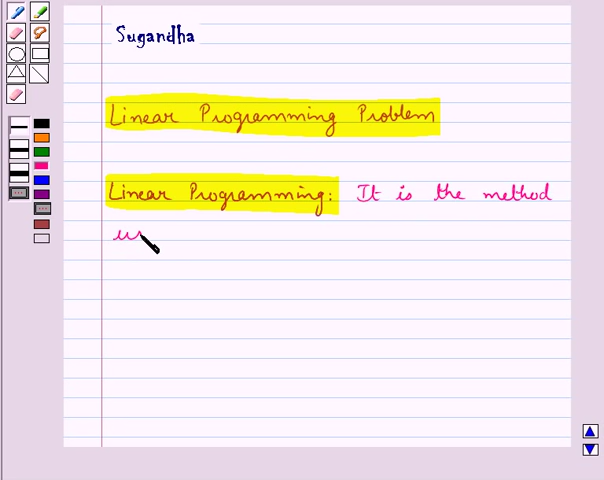 Sugandha
Linear Programming Problem
Linear Programming: It is the method